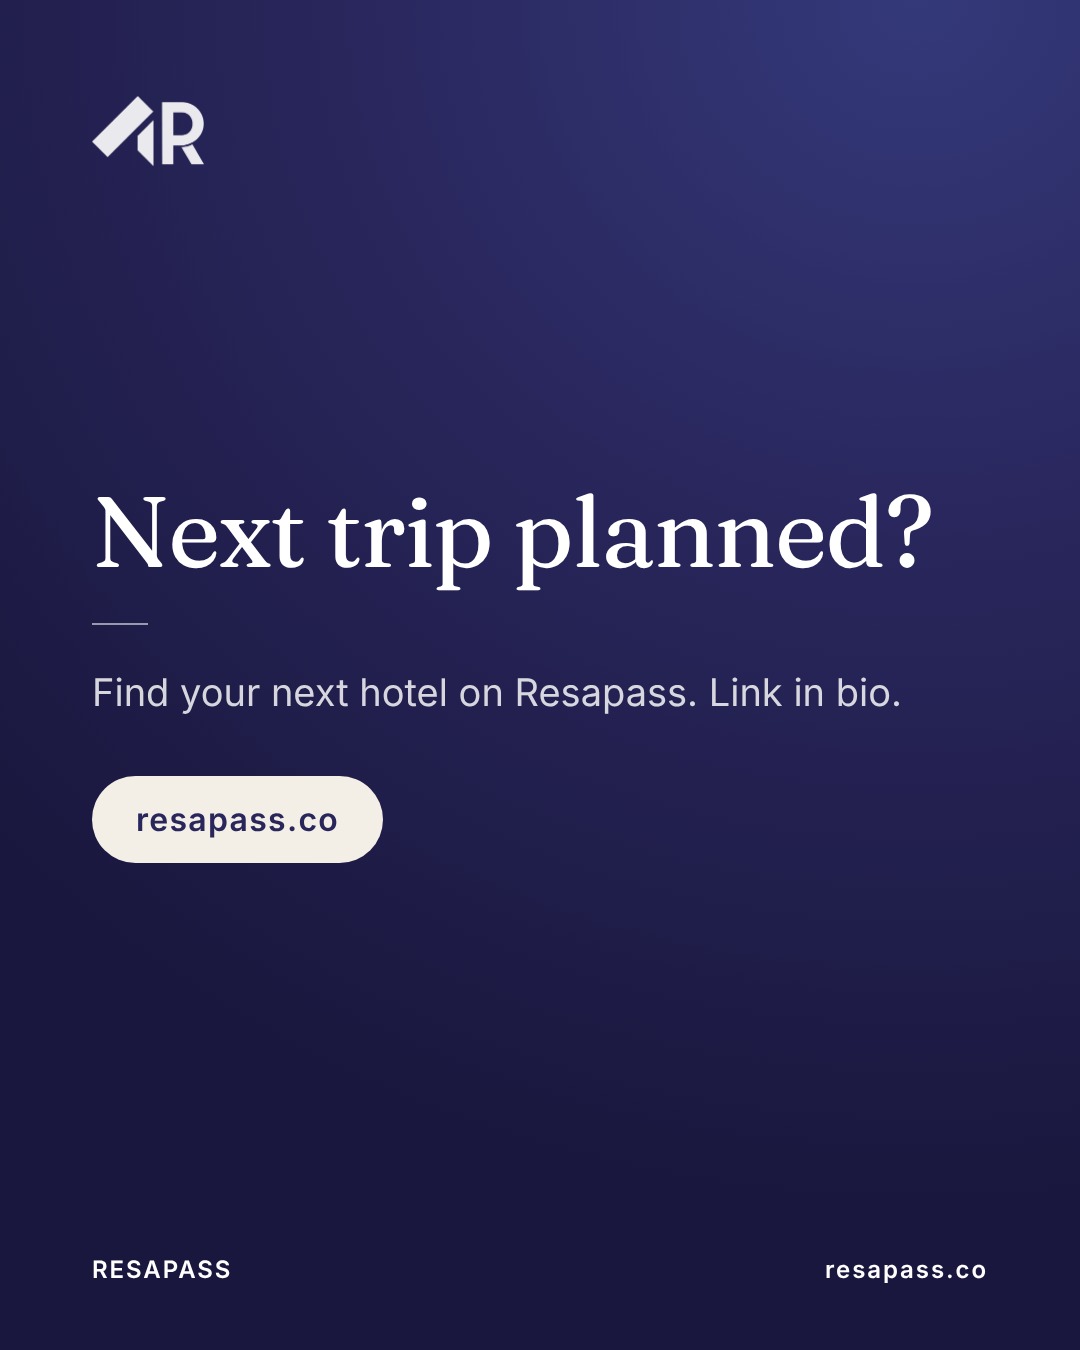 R
Next trip planned?
Find your next hotel on Resapass. Link in bio.
resapass.co
RESAPASS
resapass.co